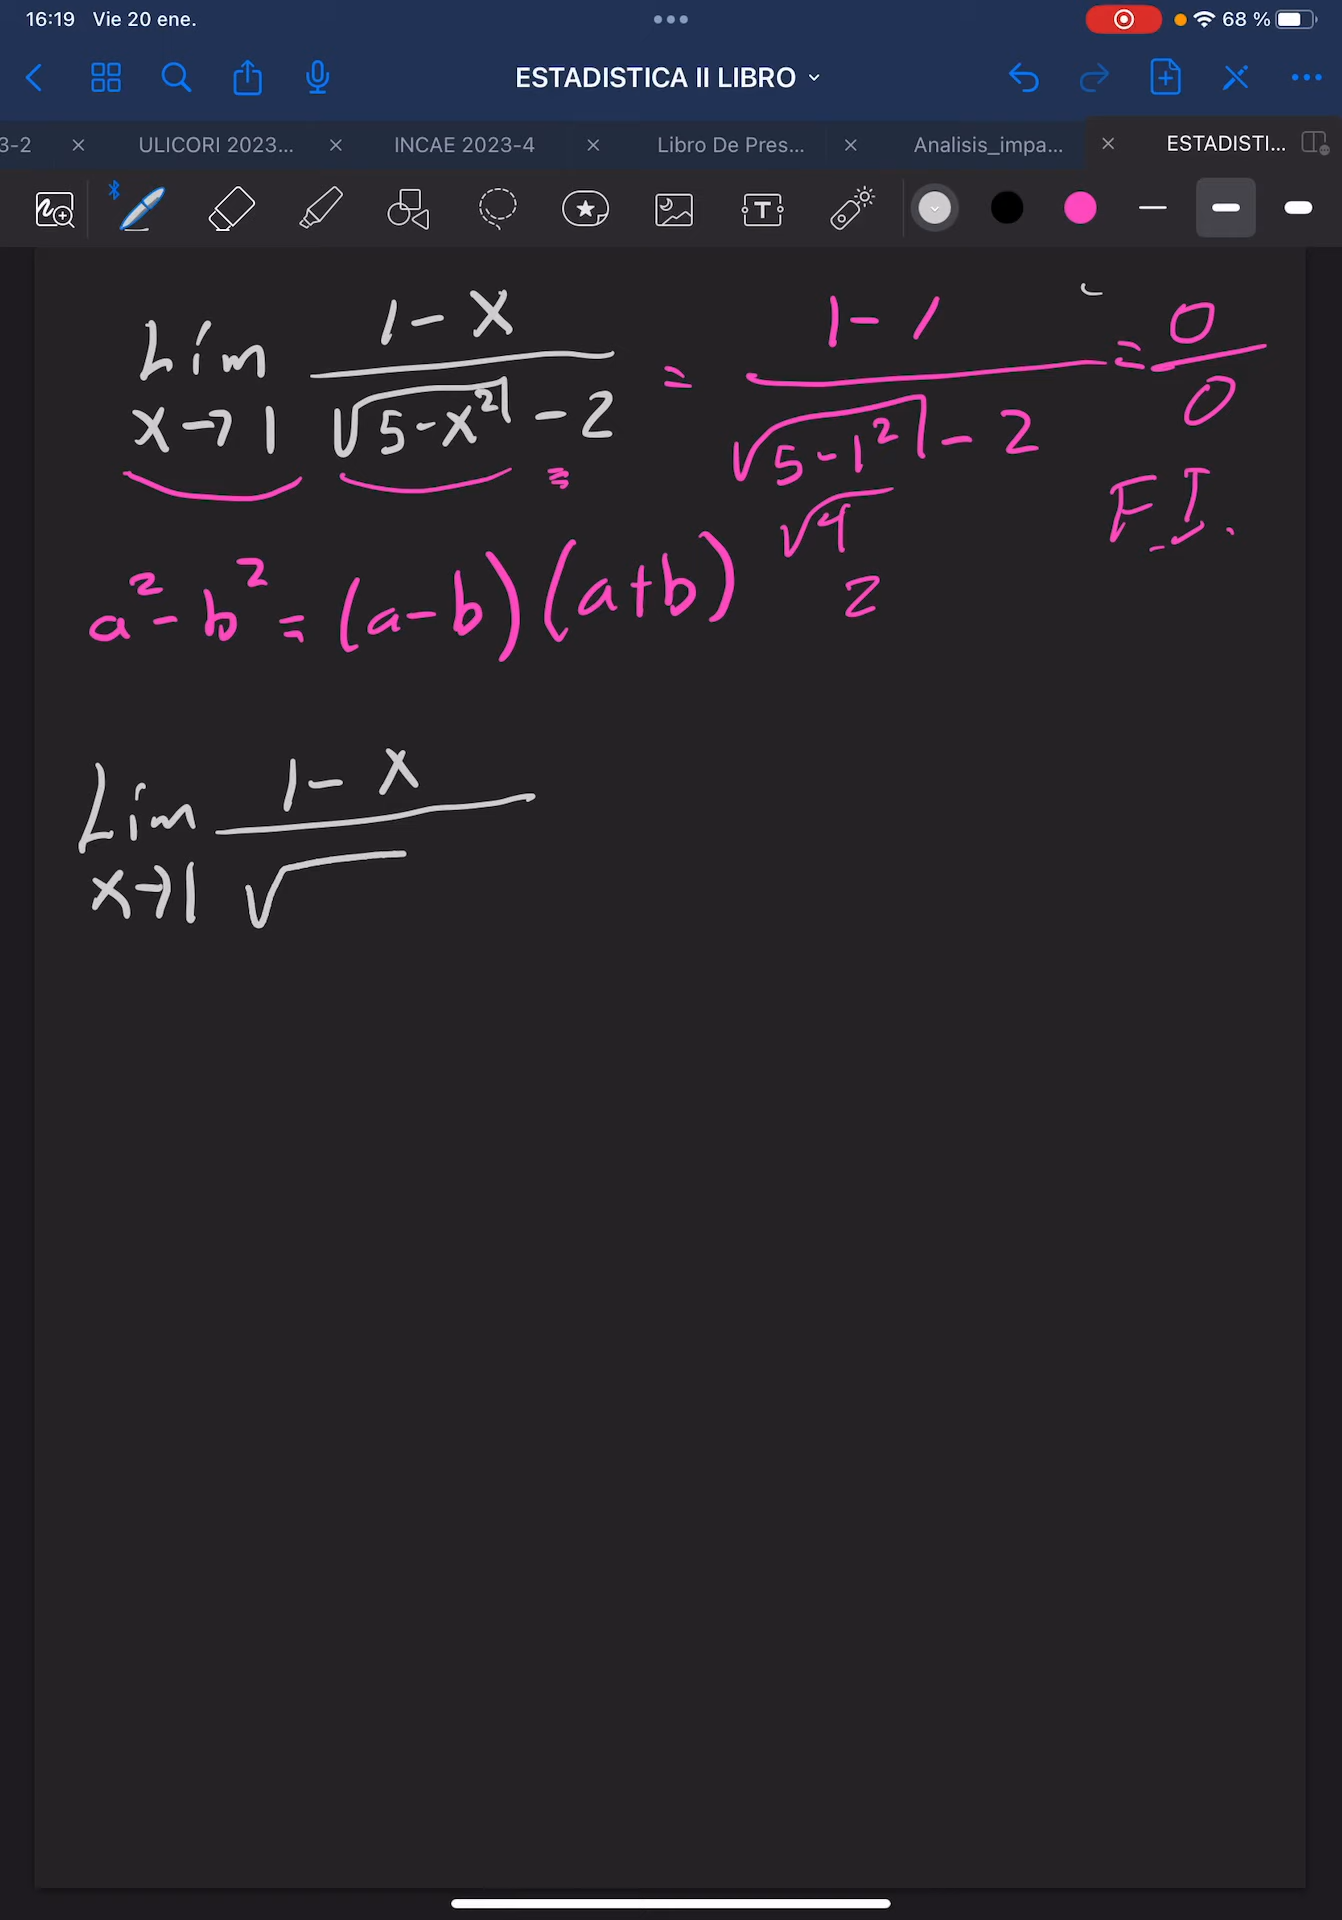 16:19 Vie 20 ene.
68 %
ESTADISTICA II LIBRO
3-2 ULICORI 2023... INCAE 2023-4 Libro De Pres... Analisis_impa... ESTADISTI...
T
Lím x→1 (1 - x)/(√(5-x²) - 2) = (1 - 1)/(√(5-1²) - 2) = 0/0
√4
2
F.I.
a² - b² = (a-b)(a+b)
Lím x→1 1 - x / √